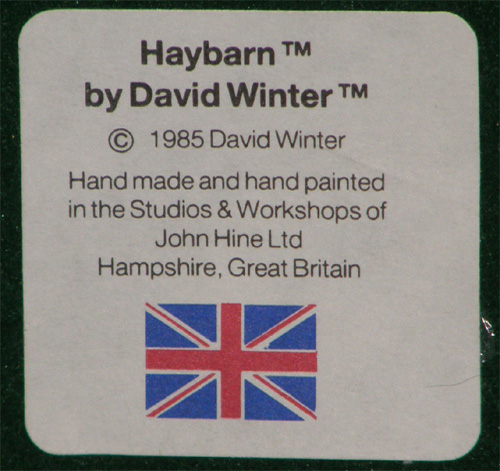 Haybarn ™
by David Winter ™
© 1985 David Winter
Hand made and hand painted
in the Studios & Workshops of
John Hine Ltd
Hampshire, Great Britain